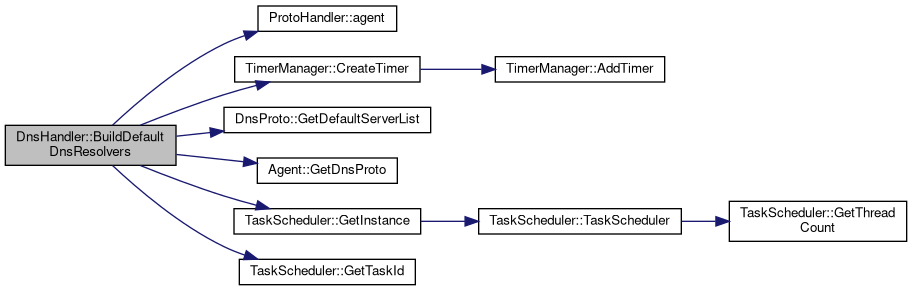 DnsHandler::BuildDefault
DnsResolvers
ProtoHandler::agent
TimerManager::CreateTimer
TimerManager::AddTimer
DnsProto::GetDefaultServerList
Agent::GetDnsProto
TaskScheduler::GetInstance
TaskScheduler::TaskScheduler
TaskScheduler::GetThread
Count
TaskScheduler::GetTaskId